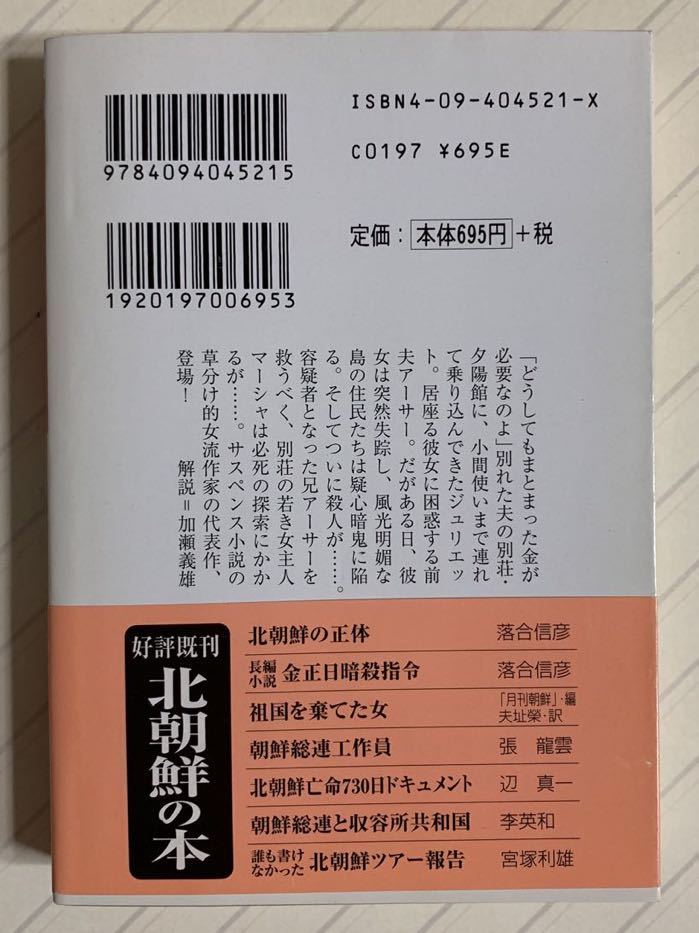 9784094045215
ISBN4-09-404521-X
C0197 ¥695E
1920197006953
定価：本体695円+税
「どうしてもまとまった金が
必要なのよ」別れた夫の別荘・
夕陽館に、小間使いまで連れ
て乗り込んできたジュリエッ
ト。居座る彼女に困惑する前
夫アーサー。だがある日、彼
女は突然失踪し、風光明媚な
島の住民たちは疑心暗鬼に陥
る。そしてついに殺人が……。
容疑者となった兄アーサーを
救うべく、別荘の若き女主人
マーシャは必死の探索にかか
るが……。サスペンス小説の
草分け的女流作家の代表作、
登場！　解説＝加瀬義雄
好評既刊
北朝鮮の本
北朝鮮の正体 落合信彦
長編小説 金正日暗殺指令 落合信彦
祖国を棄てた女 「月刊朝鮮」・編 夫址榮・訳
朝鮮総連工作員 張 龍雲
北朝鮮亡命730日ドキュメント 辺 真一
朝鮮総連と収容所共和国 李英和
誰も書けなかった 北朝鮮ツアー報告 宮塚利雄